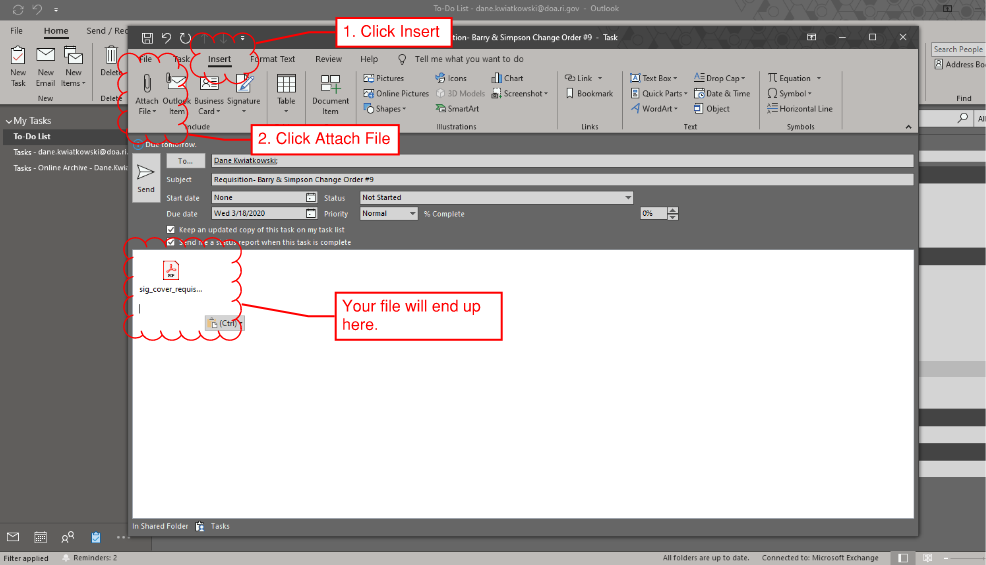 To-Do List - dane.kwiatkowski@doa.ri.gov - Outlook
File Home Send / Rec
New Task
New Email
New Items
Delete
New
Delete
My Tasks
To-Do List
Tasks - dane.kwiatkowski@doa.ri.
Tasks - Online Archive - Dane.Kwi
1. Click Insert
- Barry & Simpson Change Order #9 - Task
File Task Insert Format Text Review Help Tell me what you want to do
Attach File
Outlook Item
Business Card
Signature
Table
Document Item
Pictures
Online Pictures
Shapes
Icons
3D Models
SmartArt
Chart
Screenshot
Link
Bookmark
Text Box
Quick Parts
WordArt
Drop Cap
Date & Time
Object
Equation
Symbol
Horizontal Line
Illustrations
Links
Text
Symbols
2. Click Attach File
Due tomorrow.
Send
To...
Dane Kwiatkowski;
Subject
Requisition- Barry & Simpson Change Order #9
Start date None Status Not Started
Due date Wed 3/18/2020 Priority Normal % Complete 0%
Keep an updated copy of this task on my task list
Send me a status report when this task is complete
PDF
sig_cover_requis...
(Ctrl)
Your file will end up
here.
In Shared Folder Tasks
Search People
Address Bo
Find
All
Filter applied Reminders: 2
All folders are up to date. Connected to: Microsoft Exchange